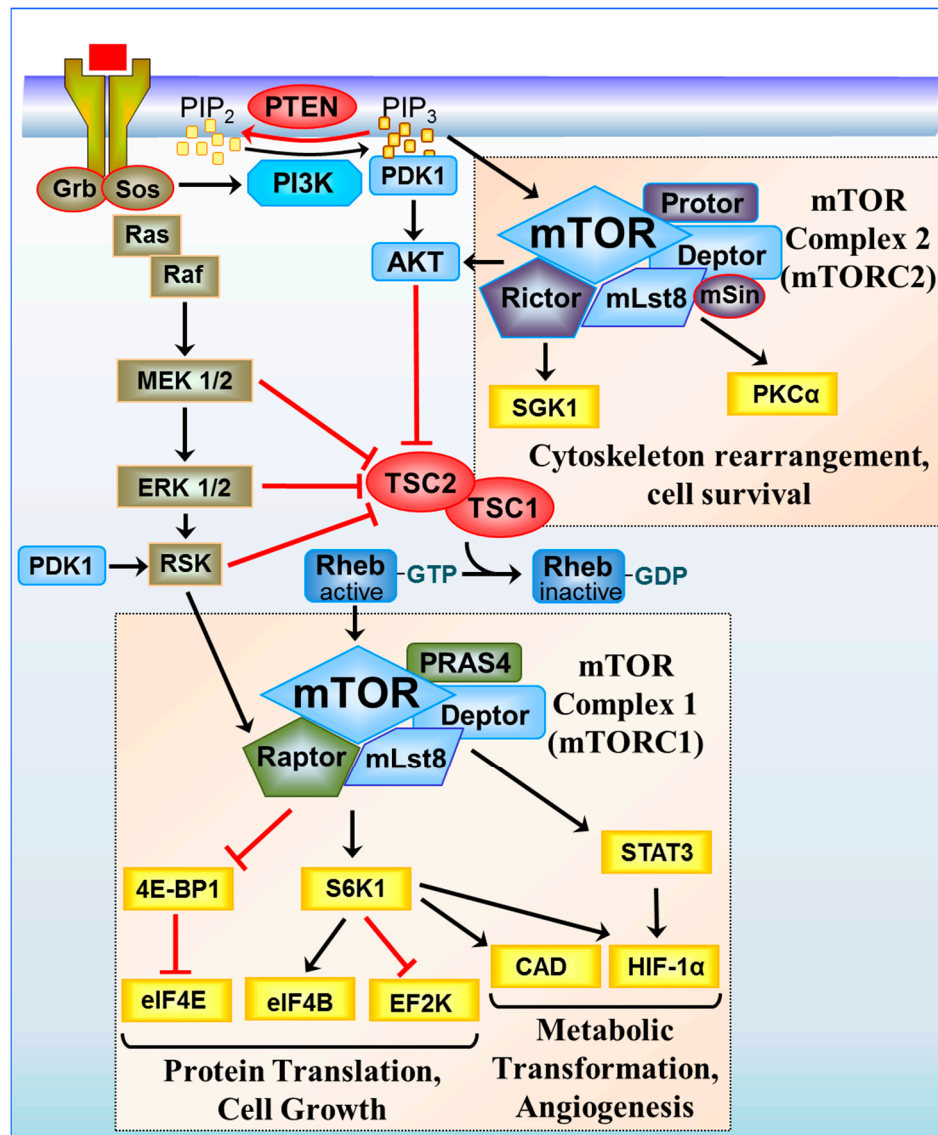 PIP2
PTEN
PIP3
Grb
Sos
PI3K
PDK1
Protor
mTOR
mTOR
Complex 2
(mTORC2)
Deptor
Ras
Raf
AKT
Rictor
mLst8
mSin
MEK 1/2
SGK1
PKCα
Cytoskeleton rearrangement,
cell survival
ERK 1/2
TSC2
TSC1
PDK1
RSK
Rheb
active
GTP
Rheb
inactive
GDP
PRAS4
mTOR
mTOR
Complex 1
(mTORC1)
Deptor
Raptor
mLst8
STAT3
4E-BP1
S6K1
CAD
HIF-1α
eIF4E
eIF4B
EF2K
Protein Translation,
Cell Growth
Metabolic
Transformation,
Angiogenesis